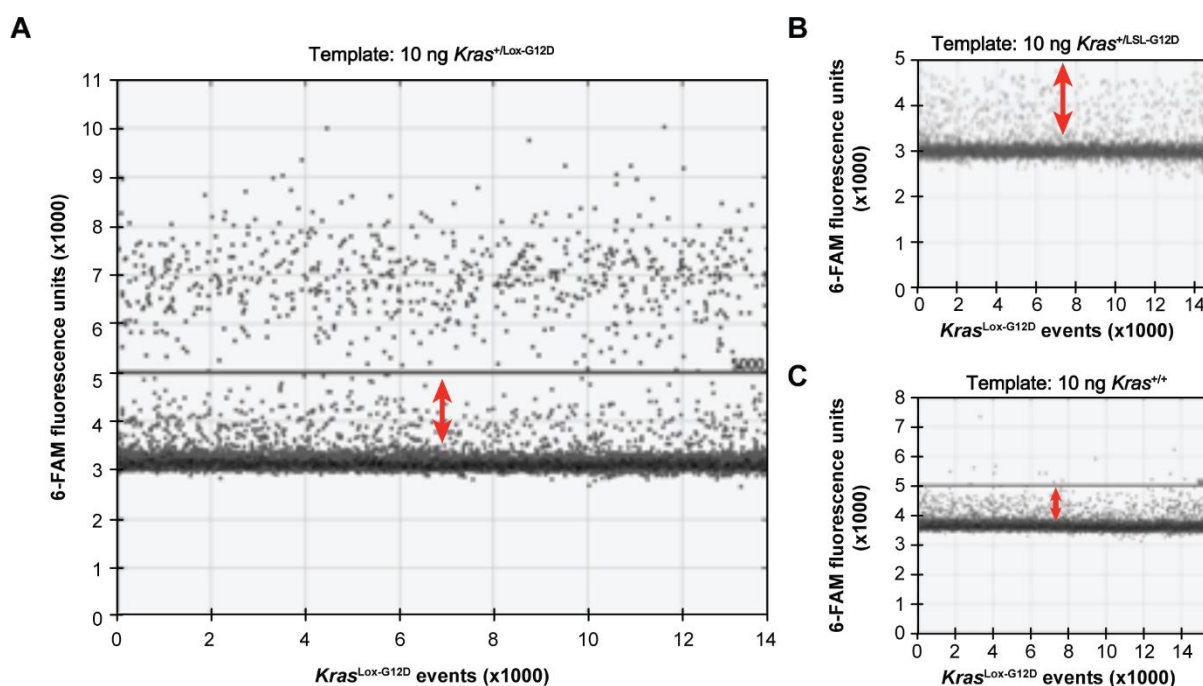 A
Template: 10 ng Kras+/Lox-G12D
6-FAM fluorescence units (x1000)
11
10
9
8
7
6
5
4
3
2
1
0
5000
0 2 4 6 8 10 12 14
KrasLox-G12D events (x1000)
B
Template: 10 ng Kras+/LSL-G12D
6-FAM fluorescence units
(x1000)
5
4
3
2
1
0
0 2 4 6 8 10 12 14
KrasLox-G12D events (x1000)
C
Template: 10 ng Kras+/+
6-FAM fluorescence units
(x1000)
8
7
6
5
4
3
2
1
0
0 2 4 6 8 10 12 14
KrasLox-G12D events (x1000)